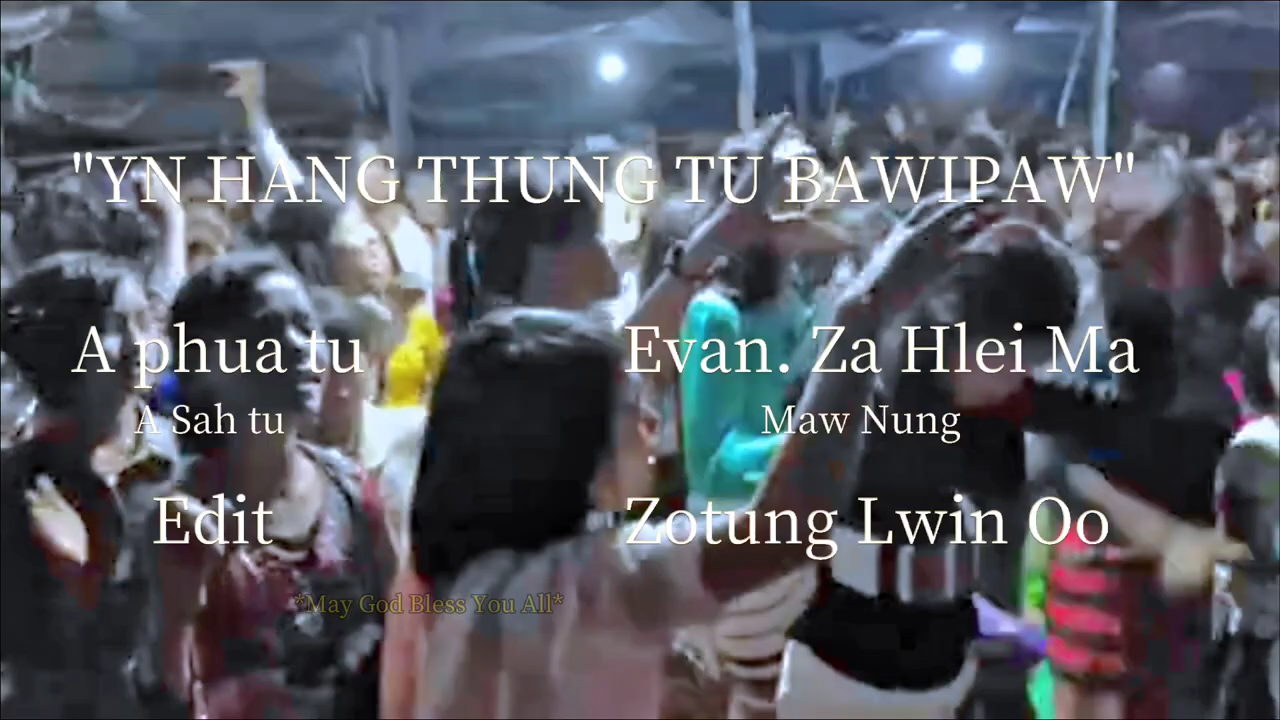 "YN HANG THUNG TU BAWIPAW"
A phua tu Evan. Za Hlei Ma
A Sah tu Maw Nung
Edit Zotung Lwin Oo
*May God Bless You All*